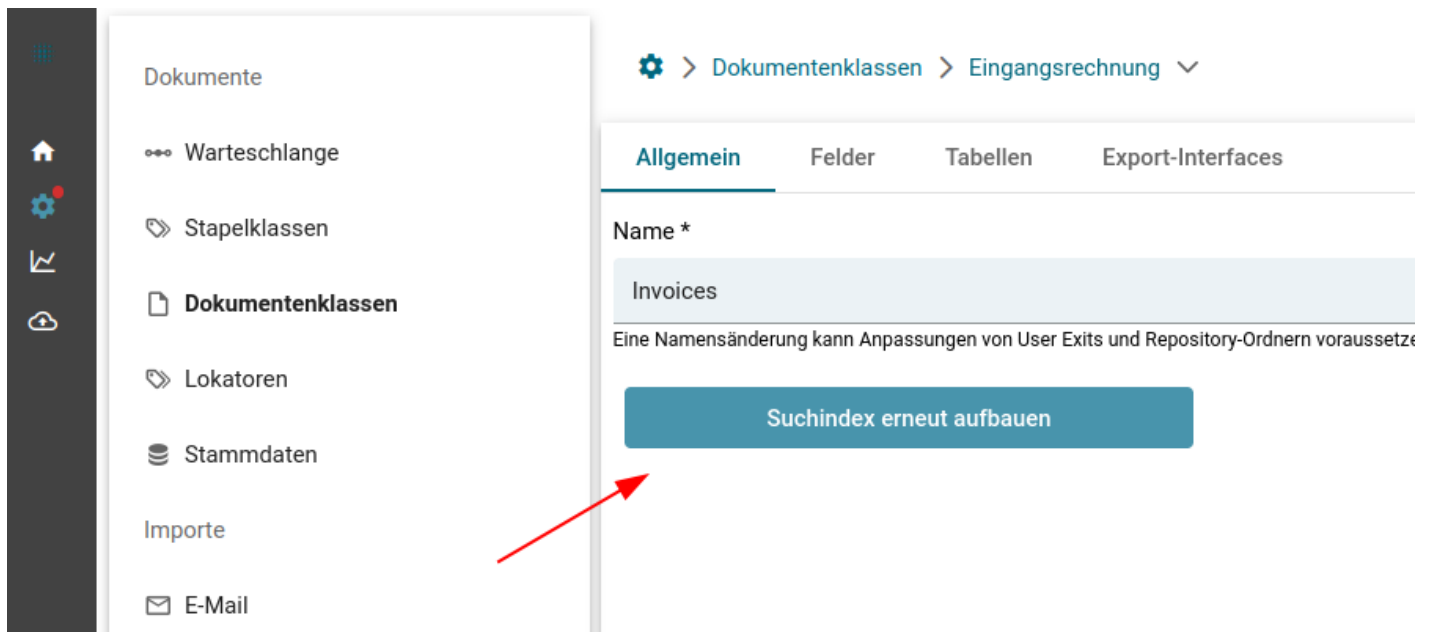 Dokumente
Warteschlange
Stapelklassen
Dokumentenklassen
Lokatoren
Stammdaten
Importe
E-Mail
Dokumentenklassen Eingangsrechnung
Allgemein Felder Tabellen Export-Interfaces
Name *
Invoices
Eine Namensänderung kann Anpassungen von User Exits und Repository-Ordnern voraussetze
Suchindex erneut aufbauen